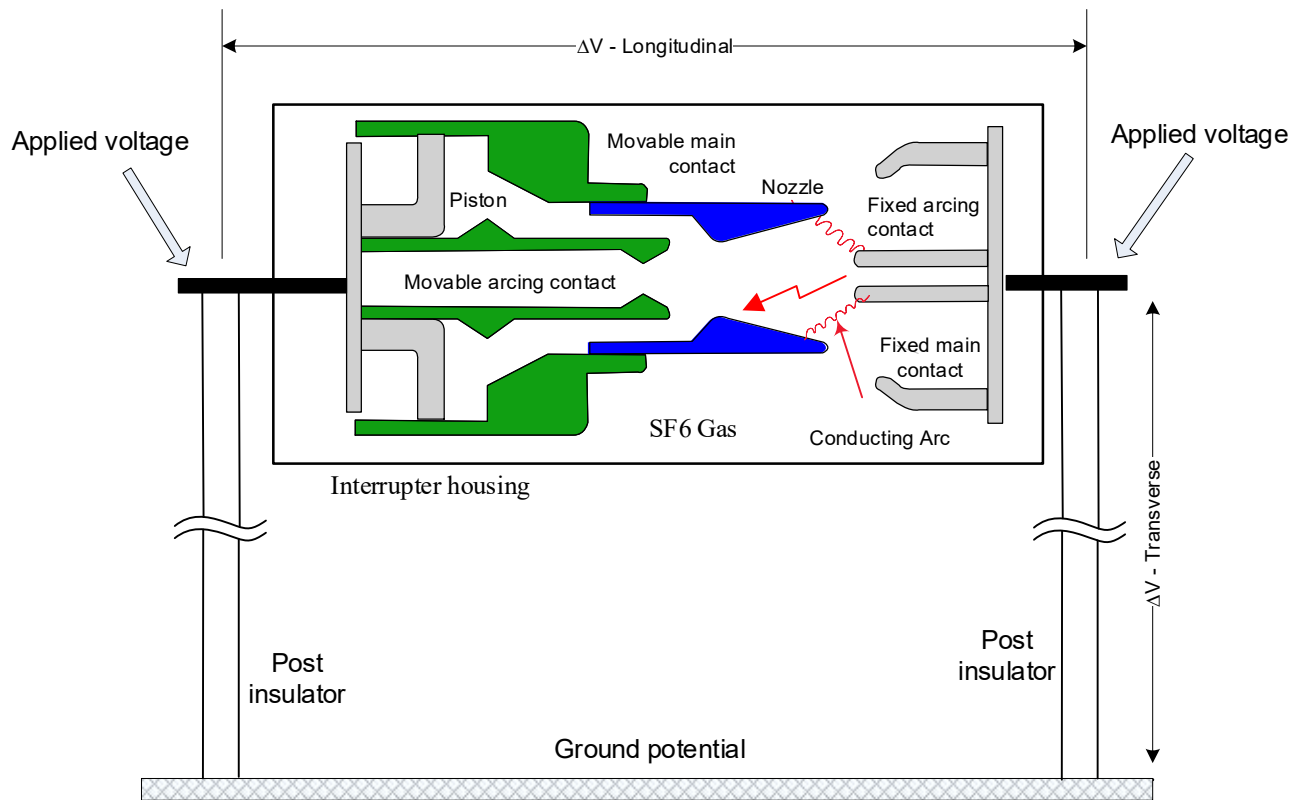 ΔV - Longitudinal
Applied voltage
Applied voltage
Movable main
contact
Nozzle
Piston
Fixed arcing
contact
Movable arcing contact
Fixed main
contact
SF6 Gas
Conducting Arc
Interrupter housing
ΔV - Transverse
Post
insulator
Post
insulator
Ground potential